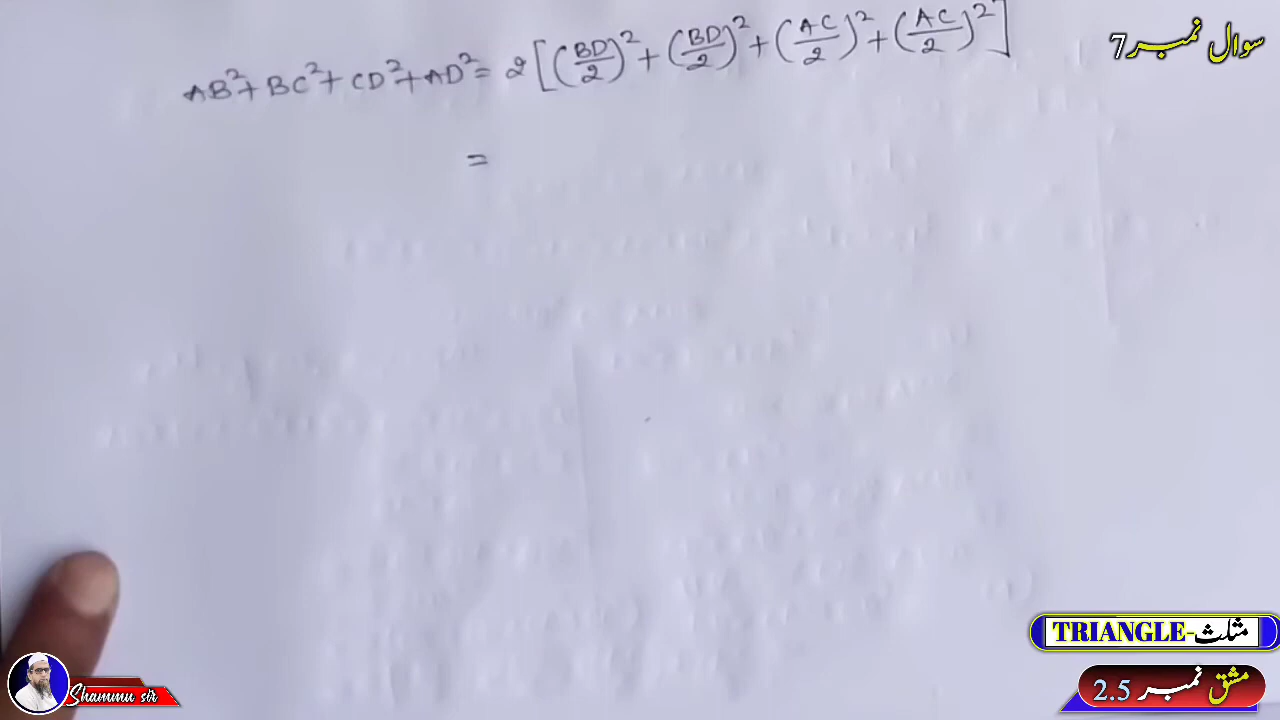 AB²+BC²+CD²+AD²= 2[(BD/2)²+(BD/2)²+(AC/2)²+(AC/2)²]
=
سوال نمبر7
TRIANGLE-مثلث
مشق نمبر 2.5
Shammu sir